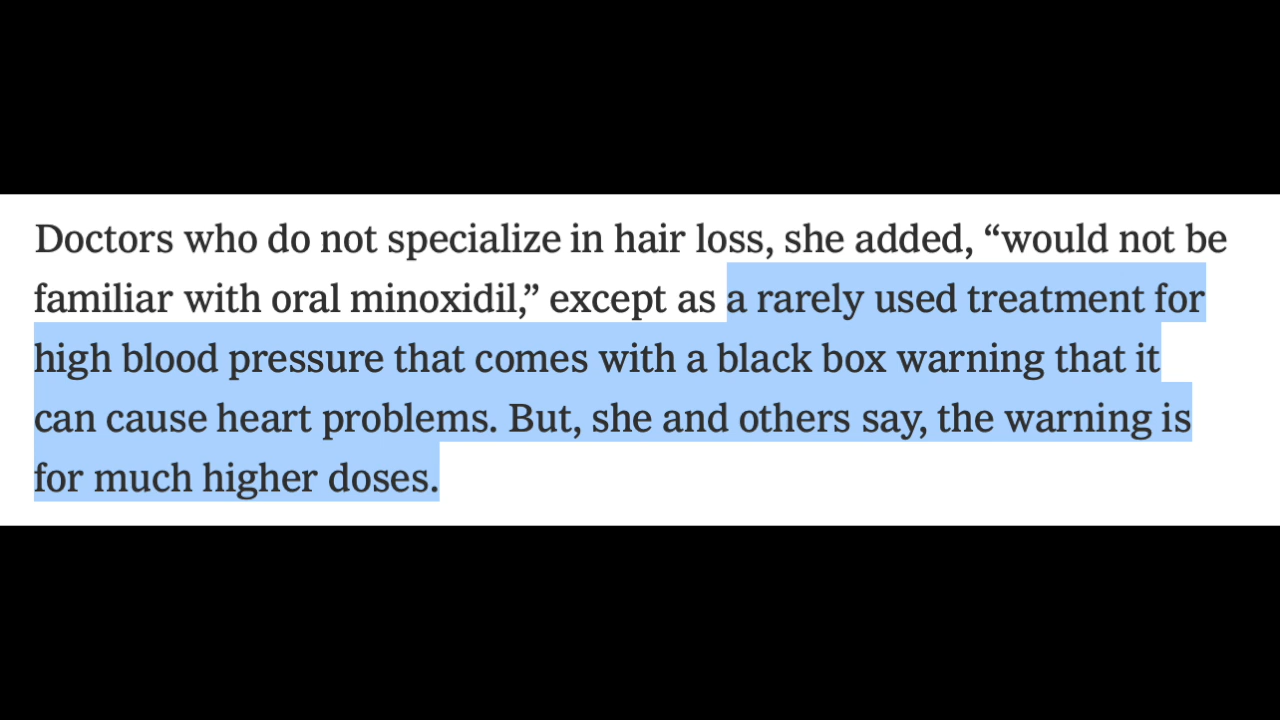 Doctors who do not specialize in hair loss, she added, “would not be
familiar with oral minoxidil,” except as a rarely used treatment for
high blood pressure that comes with a black box warning that it
can cause heart problems. But, she and others say, the warning is
for much higher doses.